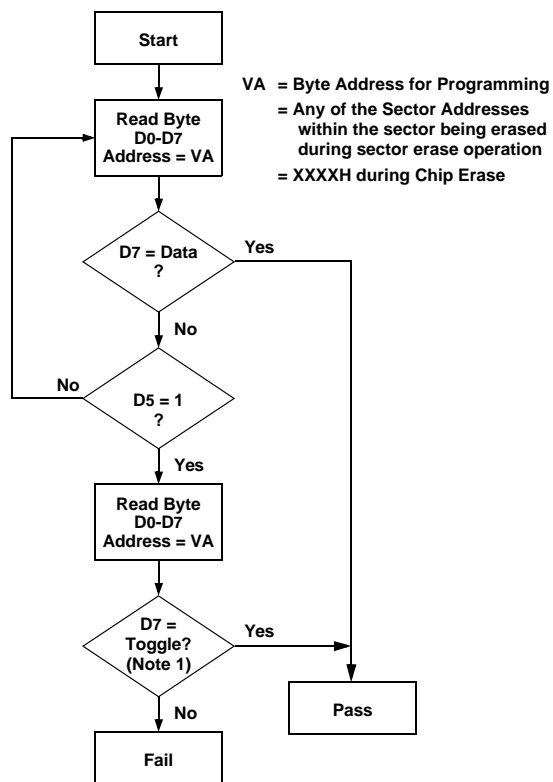 Start
VA = Byte Address for Programming
= Any of the Sector Addresses
within the sector being erased
during sector erase operation
= XXXXH during Chip Erase
Read Byte
D0-D7
Address = VA
D7 = Data
?
Yes
No
No
D5 = 1
?
Yes
Read Byte
D0-D7
Address = VA
D7 =
Toggle?
(Note 1)
Yes
No
Pass
Fail